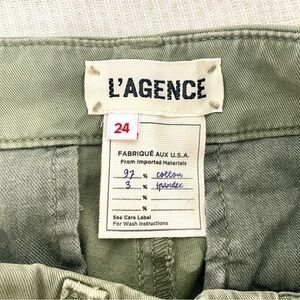 L'AGENCE
24
FABRIQUÉ AUX U.S.A.
From Imported Materials
97 % cotton
3 % spandex
%
%
See Care Label
For Wash Instructions